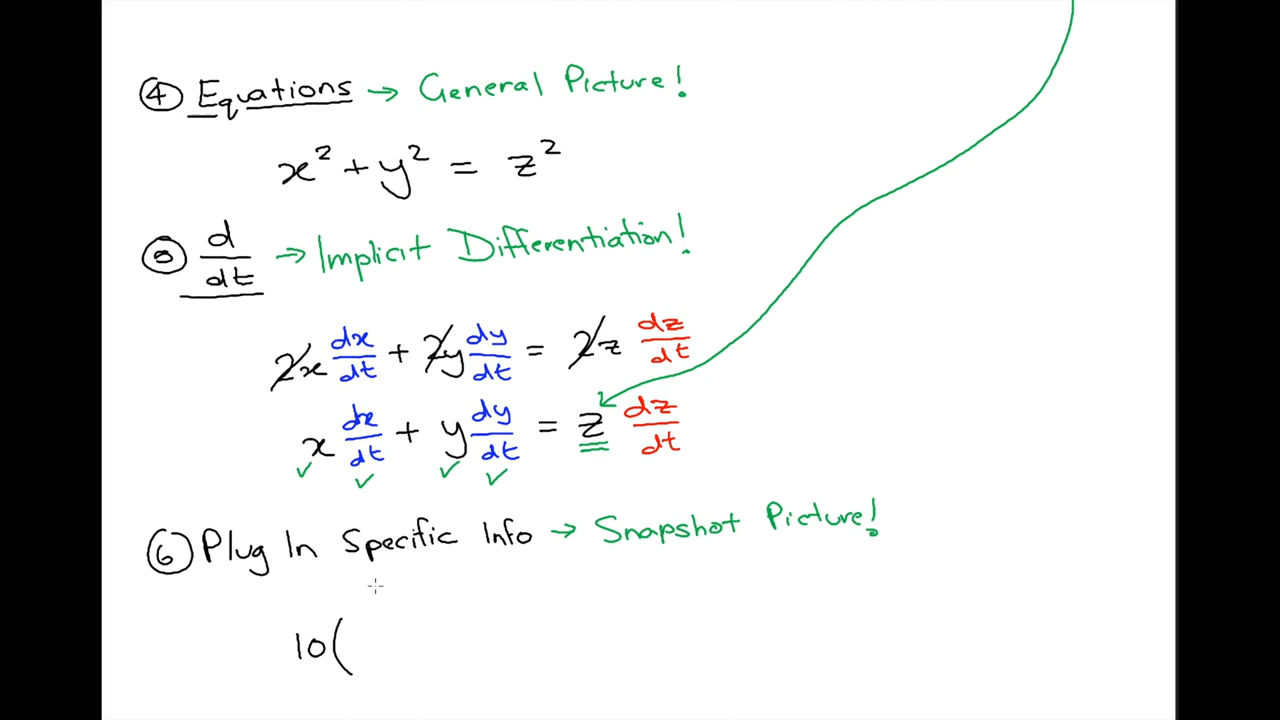 ④ Equations → General Picture!
x² + y² = z²
⑤ d/dt → Implicit Differentiation!
2x dx/dt + 2y dy/dt = 2z dz/dt
x dx/dt + y dy/dt = z dz/dt
✓ ✓ ✓ ✓
⑥ Plug In Specific Info → Snapshot Picture!
10(